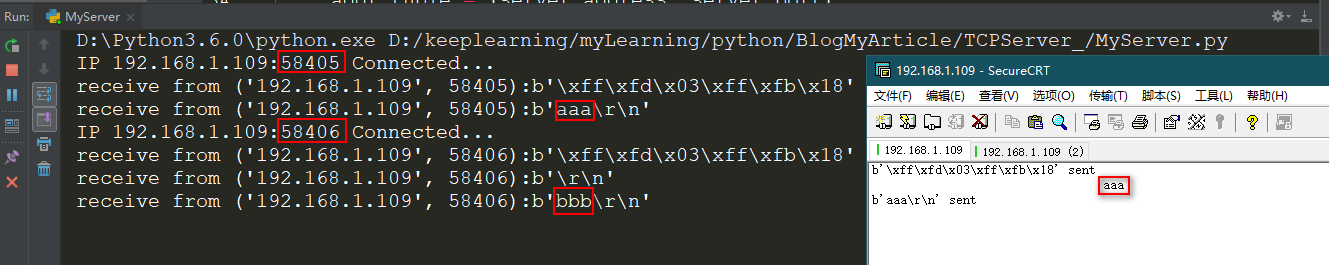 Run: MyServer
D:\Python3.6.0\python.exe D:/keeplearning/myLearning/python/BlogMyArticle/TCPServer_/MyServer.py
IP 192.168.1.109:58405 Connected...
receive from ('192.168.1.109', 58405):b'\xff\xfd\x03\xff\xfb\x18'
receive from ('192.168.1.109', 58405):b'aaa\r\n'
IP 192.168.1.109:58406 Connected...
receive from ('192.168.1.109', 58406):b'\xff\xfd\x03\xff\xfb\x18'
receive from ('192.168.1.109', 58406):b'\r\n'
receive from ('192.168.1.109', 58406):b'bbb\r\n'
192.168.1.109 - SecureCRT
文件(F) 编辑(E) 查看(V) 选项(O) 传输(T) 脚本(S) 工具(L) 帮助(H)
192.168.1.109 192.168.1.109 (2)
b'\xff\xfd\x03\xff\xfb\x18' sent
aaa
b'aaa\r\n' sent